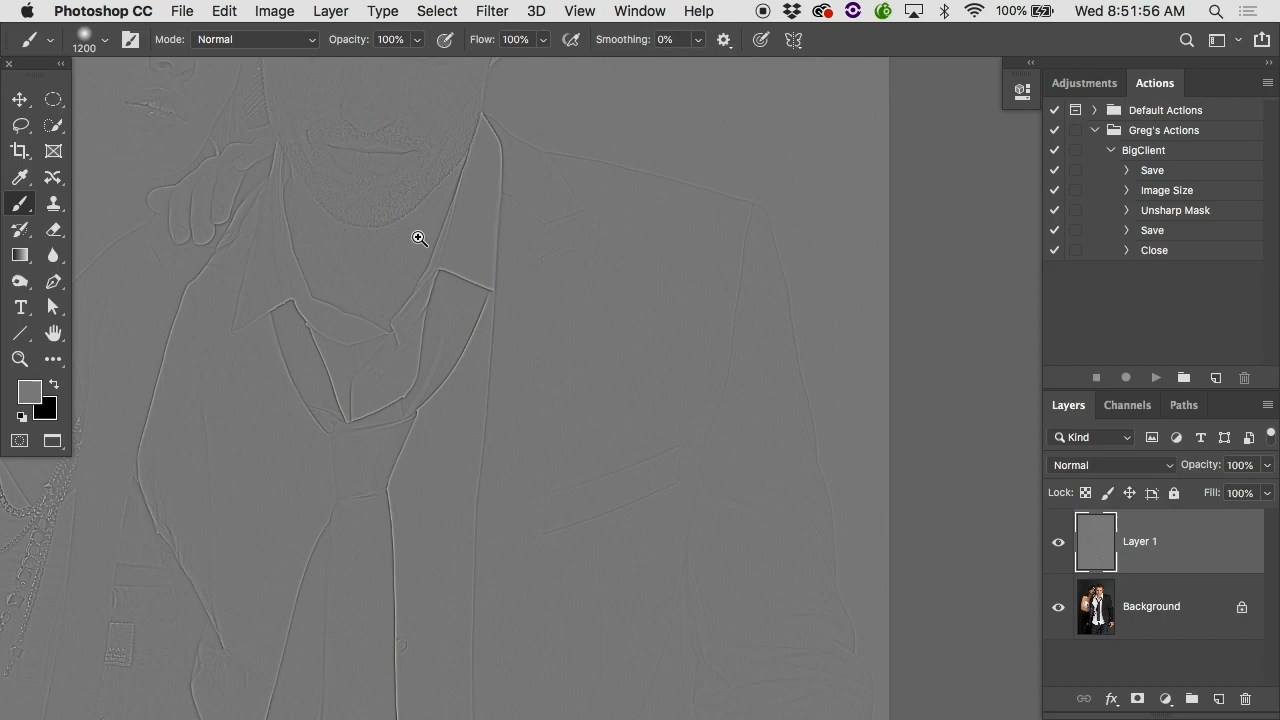 Photoshop CC File Edit Image Layer Type Select Filter 3D View Window Help 100% Wed 8:51:56 AM
1200 Mode: Normal Opacity: 100% Flow: 100% Smoothing: 0%
Adjustments Actions
Default Actions
Greg's Actions
BigClient
Save
Image Size
Unsharp Mask
Save
Close
Layers Channels Paths
Kind
Normal Opacity: 100%
Lock: Fill: 100%
Layer 1
Background